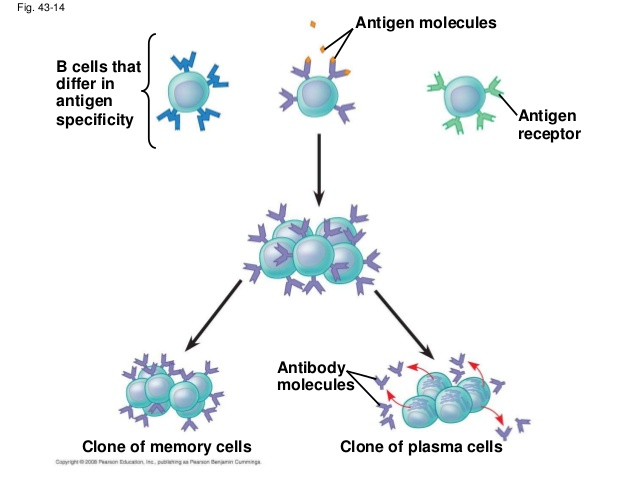 Fig. 43-14
Antigen molecules
B cells that
differ in
antigen
specificity
Antigen
receptor
Antibody
molecules
Clone of memory cells
Clone of plasma cells
Copyright © 2008 Pearson Education, Inc., publishing as Pearson Benjamin Cummings.